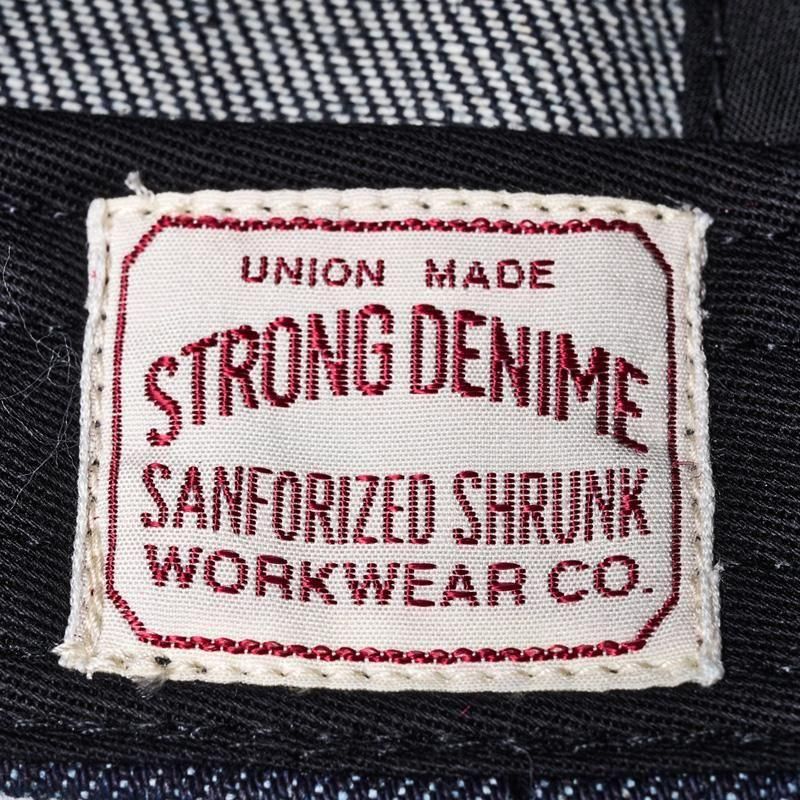 UNION MADE
STRONG DENIME
SANFORIZED SHRUNK
WORKWEAR CO.